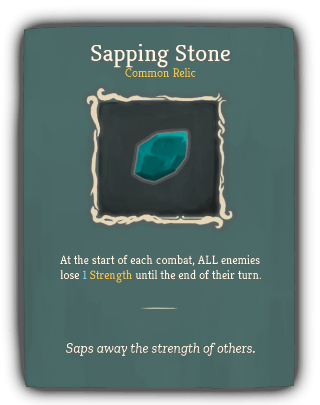 Sapping Stone
Common Relic
At the start of each combat, ALL enemies
lose 1 Strength until the end of their turn.
Saps away the strength of others.